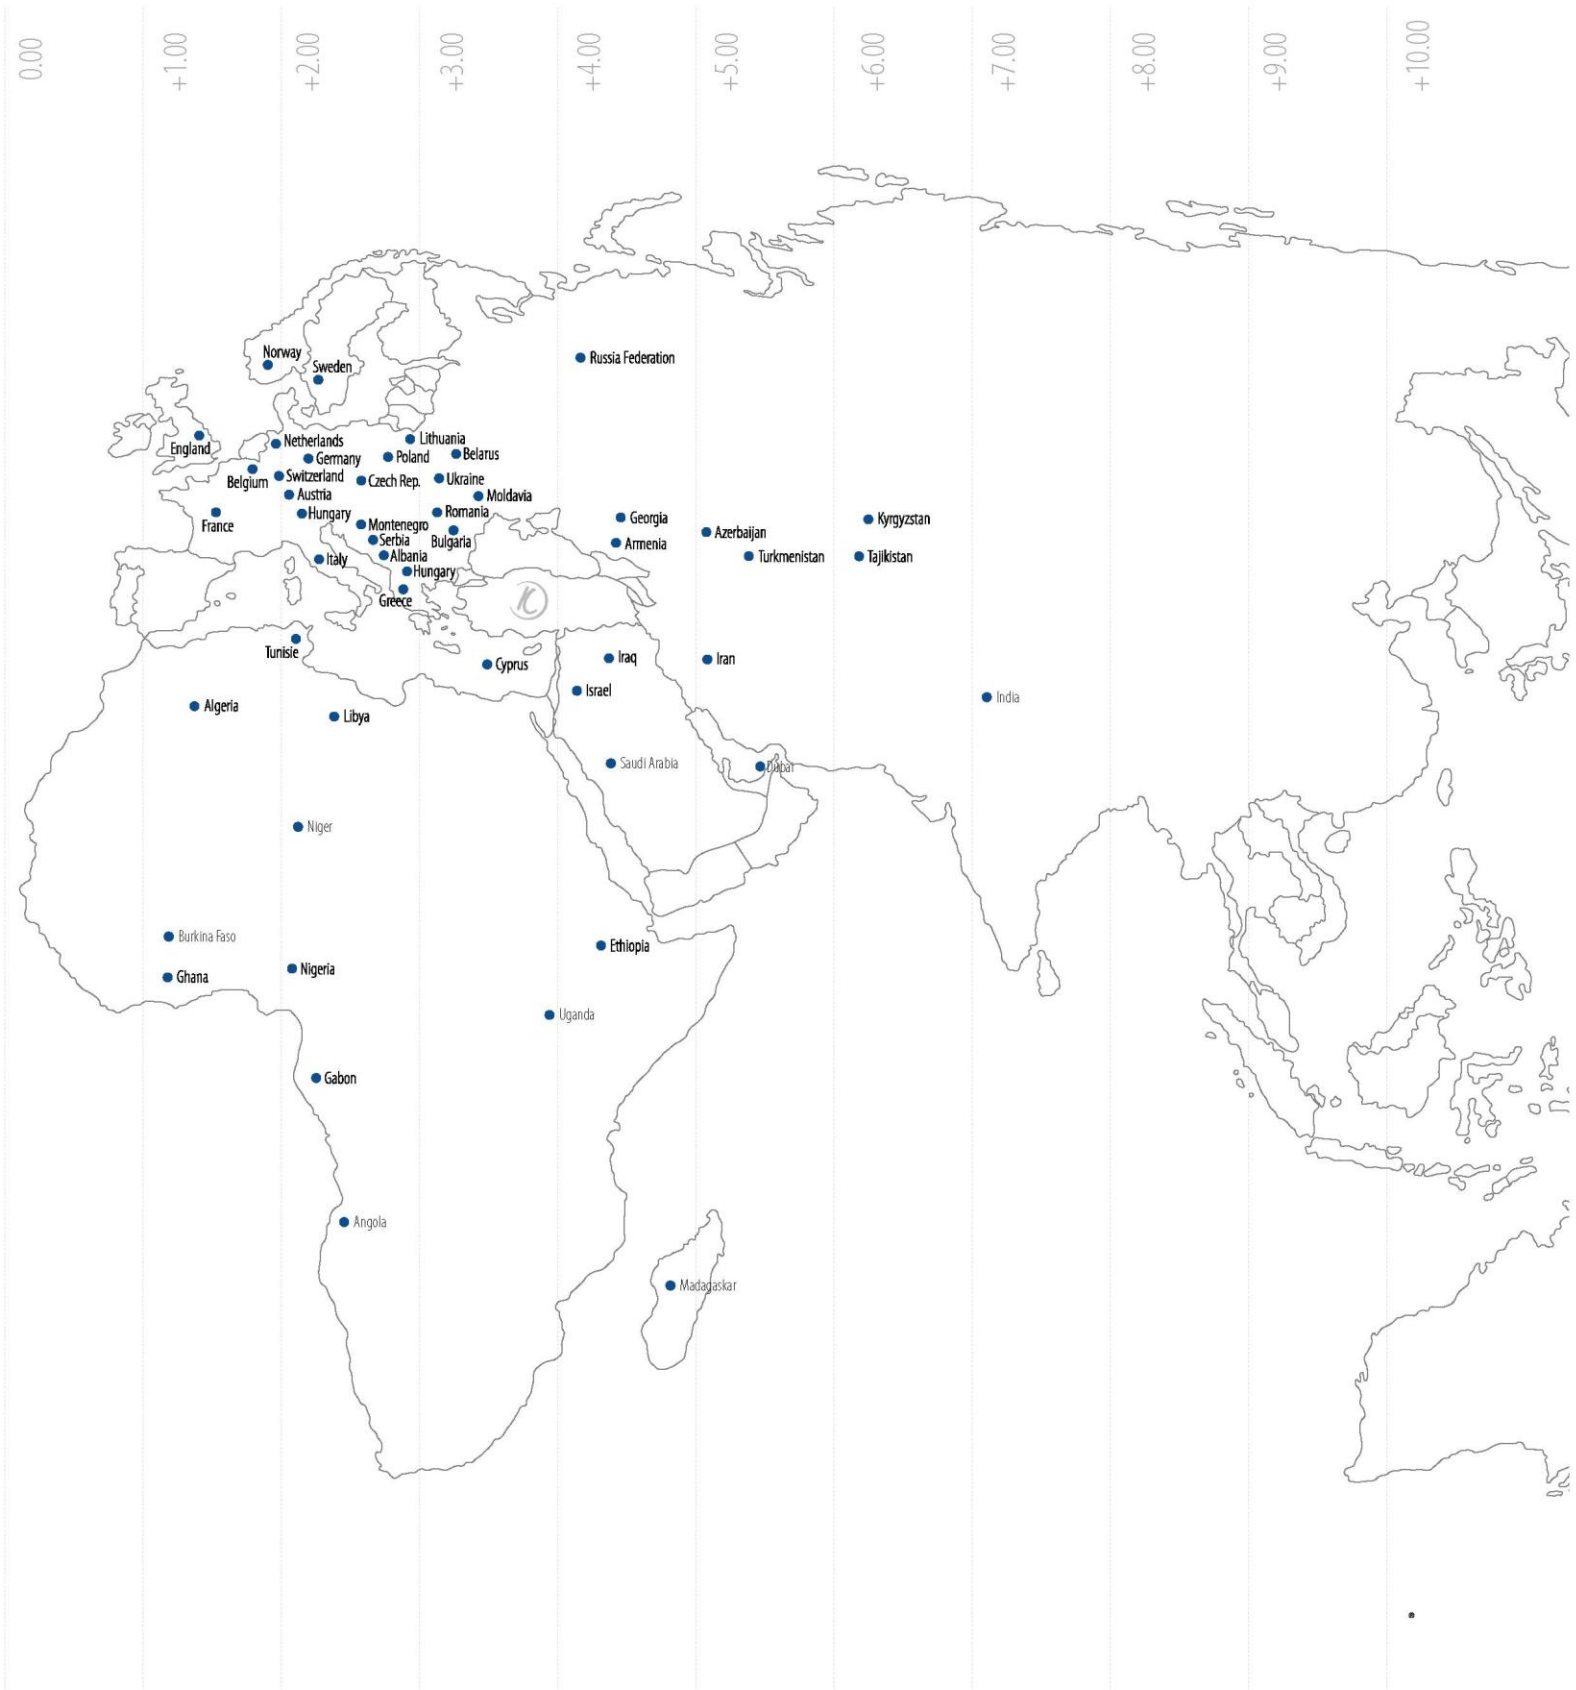 0.00
+1.00
+2.000
+3.00
+4.00
+5.00
+6.00
+7.00
+8.00
+9.00
+10.00
Norway
Sweden
Russia Federation
England
Netherlands
Lithuania
Germany
Poland
Belarus
Belgium
Switzerland
Czech Rep.
Ukraine
Austria
Moldavia
France
Hungary
Montenegro
Romania
Serbia
Bulgaria
Georgia
Armenia
Azerbaijan
Kyrgyzstan
Italy
Albania
Turkmenistan
Tajikistan
Hungary
Greece
Tunisie
Cyprus
Iraq
Iran
Israel
India
Algeria
Libya
Saudi Arabia
Dubai
Niger
Burkina Faso
Ghana
Nigeria
Ethiopia
Uganda
Gabon
Angola
Madagaskar